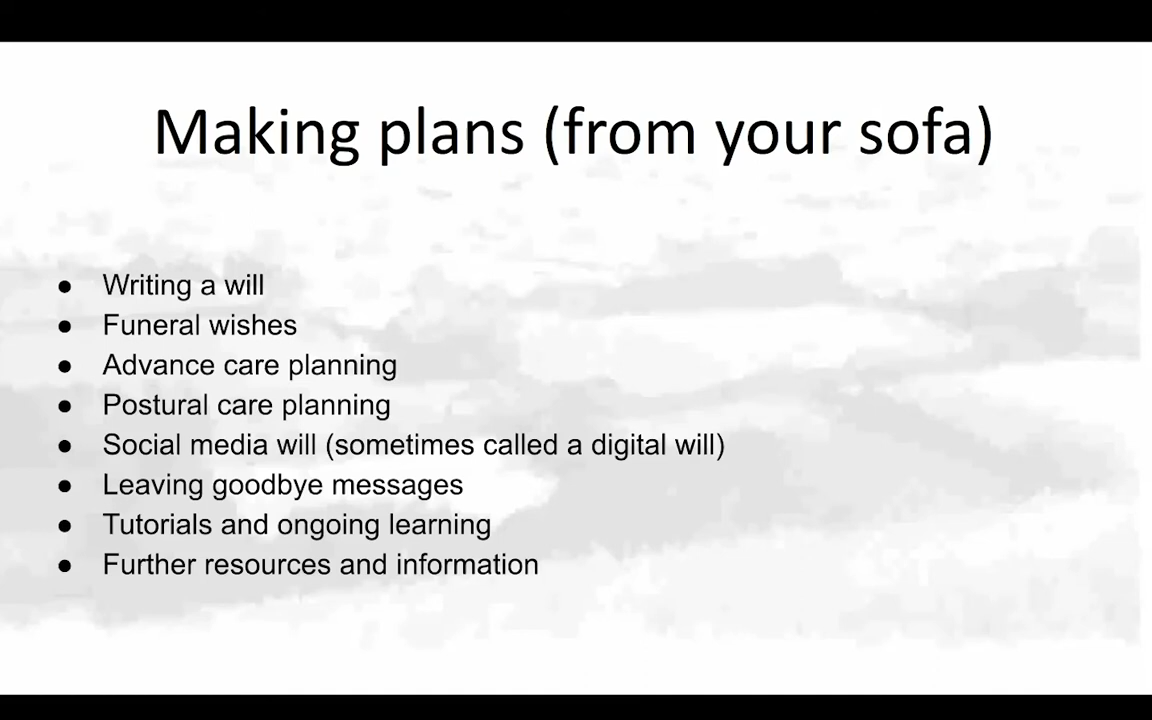 Making plans (from your sofa)
● Writing a will
● Funeral wishes
● Advance care planning
● Postural care planning
● Social media will (sometimes called a digital will)
● Leaving goodbye messages
● Tutorials and ongoing learning
● Further resources and information